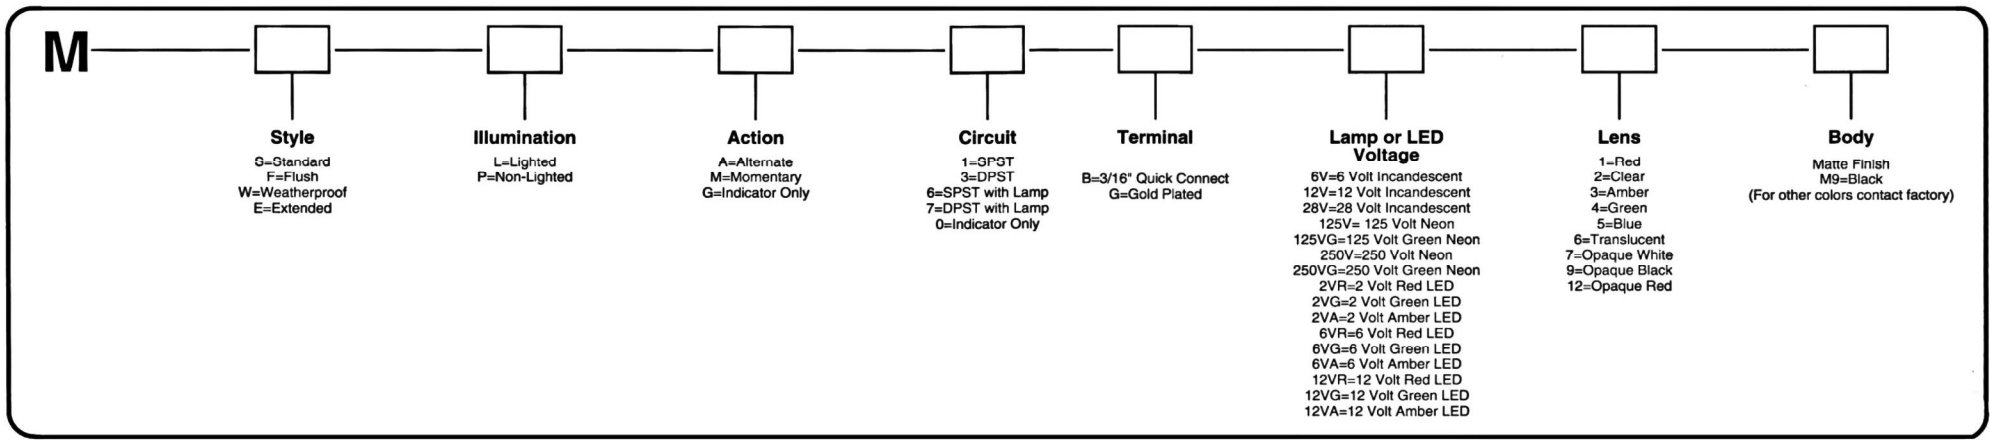 M
Style
S=Standard
F=Flush
W=Weatherproof
E=Extended
Illumination
L=Lighted
P=Non-Lighted
Action
A=Alternate
M=Momentary
G=Indicator Only
Circuit
1=SPST
3=DPST
6=SPST with Lamp
7=DPST with Lamp
0=Indicator Only
Terminal
B=3/16" Quick Connect
G=Gold Plated
Lamp or LED
Voltage
6V=6 Volt Incandescent
12V=12 Volt Incandescent
28V=28 Volt Incandescent
125V= 125 Volt Neon
125VG=125 Volt Green Neon
250V=250 Volt Neon
250VG=250 Volt Green Neon
2VR=2 Volt Red LED
2VG=2 Volt Green LED
2VA=2 Volt Amber LED
6VR=6 Volt Red LED
6VG=6 Volt Green LED
6VA=6 Volt Amber LED
12VR=12 Volt Red LED
12VG=12 Volt Green LED
12VA=12 Volt Amber LED
Lens
1=Red
2=Clear
3=Amber
4=Green
5=Blue
6=Translucent
7=Opaque White
9=Opaque Black
12=Opaque Red
Body
Matte Finish
M9=Black
(For other colors contact factory)